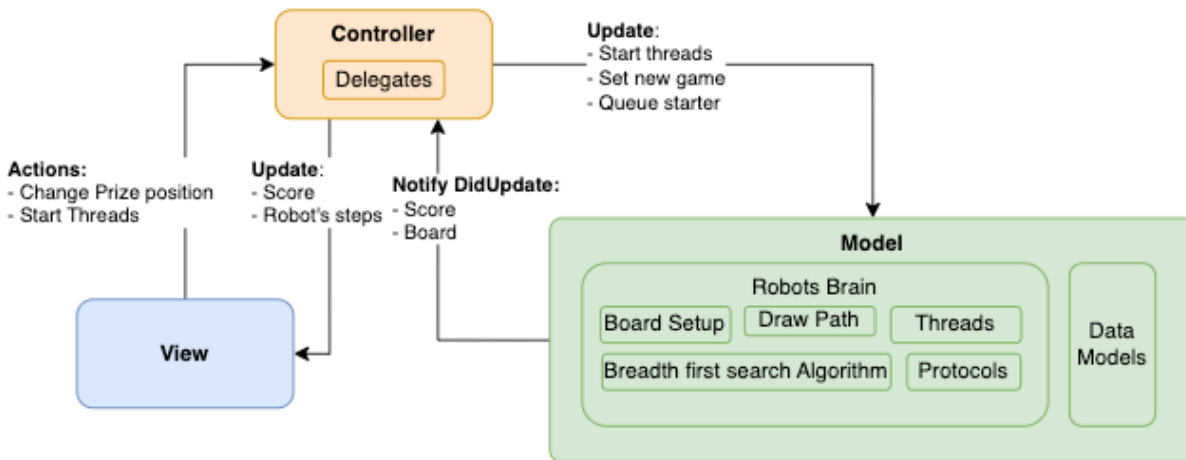 Controller
Delegates
Update:
- Start threads
- Set new game
- Queue starter
Actions:
- Change Prize position
- Start Threads
Update:
- Score
- Robot's steps
Notify DidUpdate:
- Score
- Board
View
Model
Robots Brain
Board Setup
Draw Path
Threads
Breadth first search Algorithm
Protocols
Data
Models